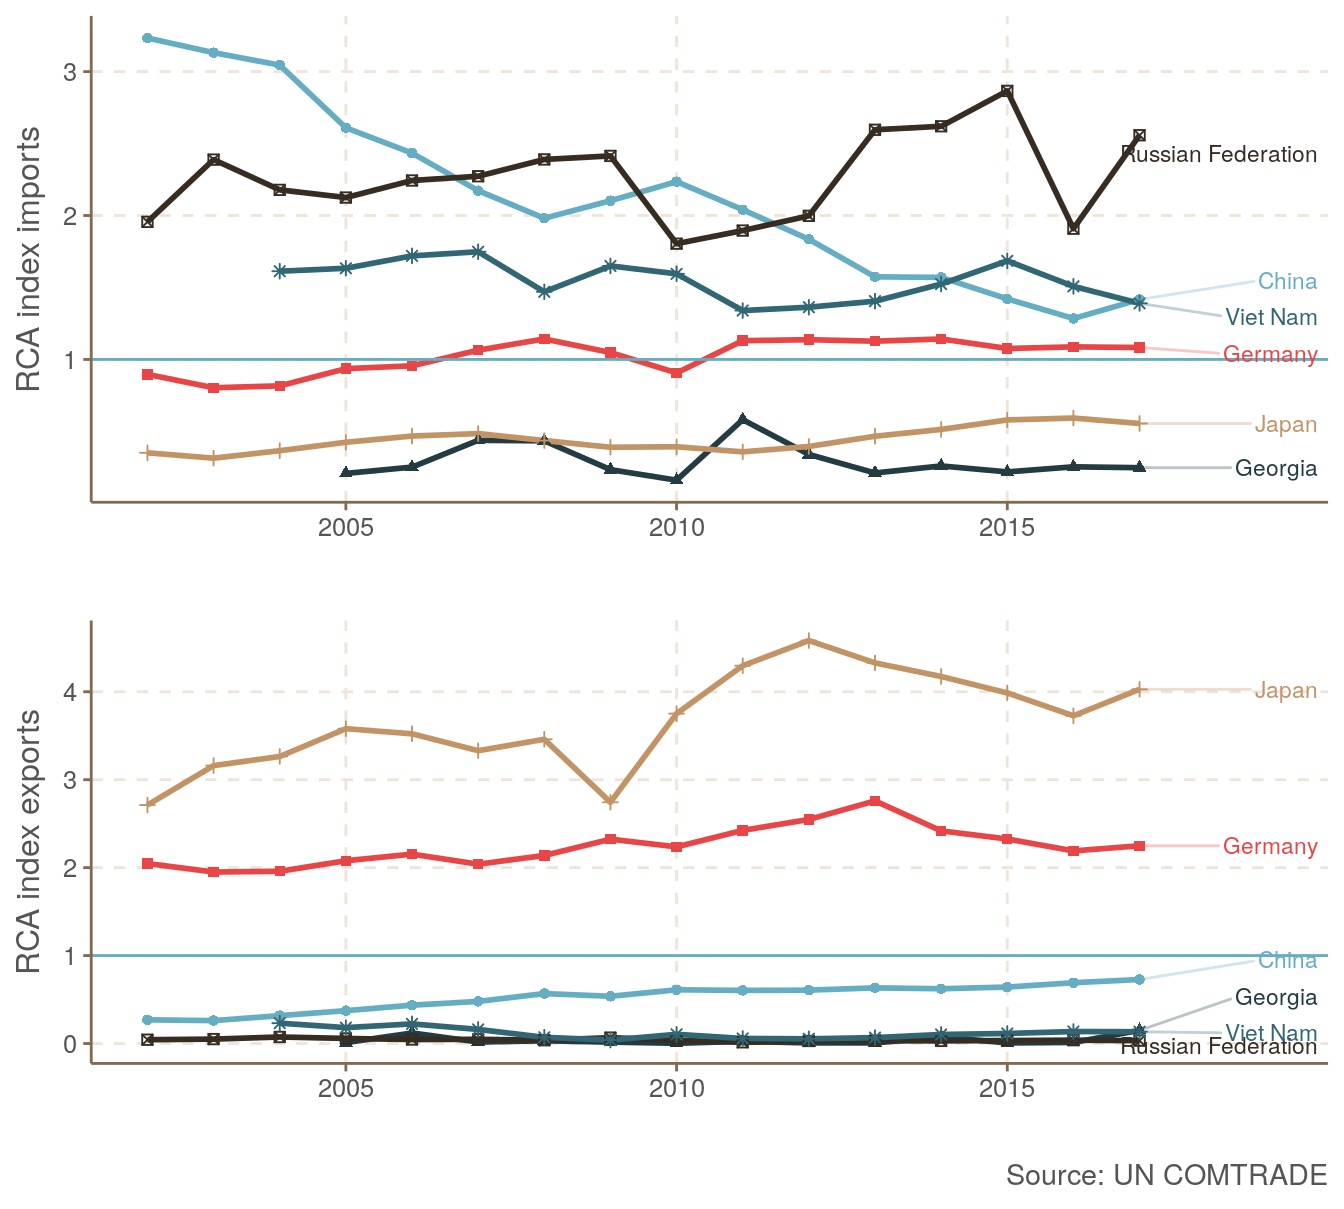 RCA index imports
3
2
1
Russian Federation
China
Viet Nam
Germany
Japan
Georgia
2005 2010 2015
RCA index exports
4
3
2
1
0
Japan
Germany
China
Georgia
Viet Nam
Russian Federation
2005 2010 2015
Source: UN COMTRADE